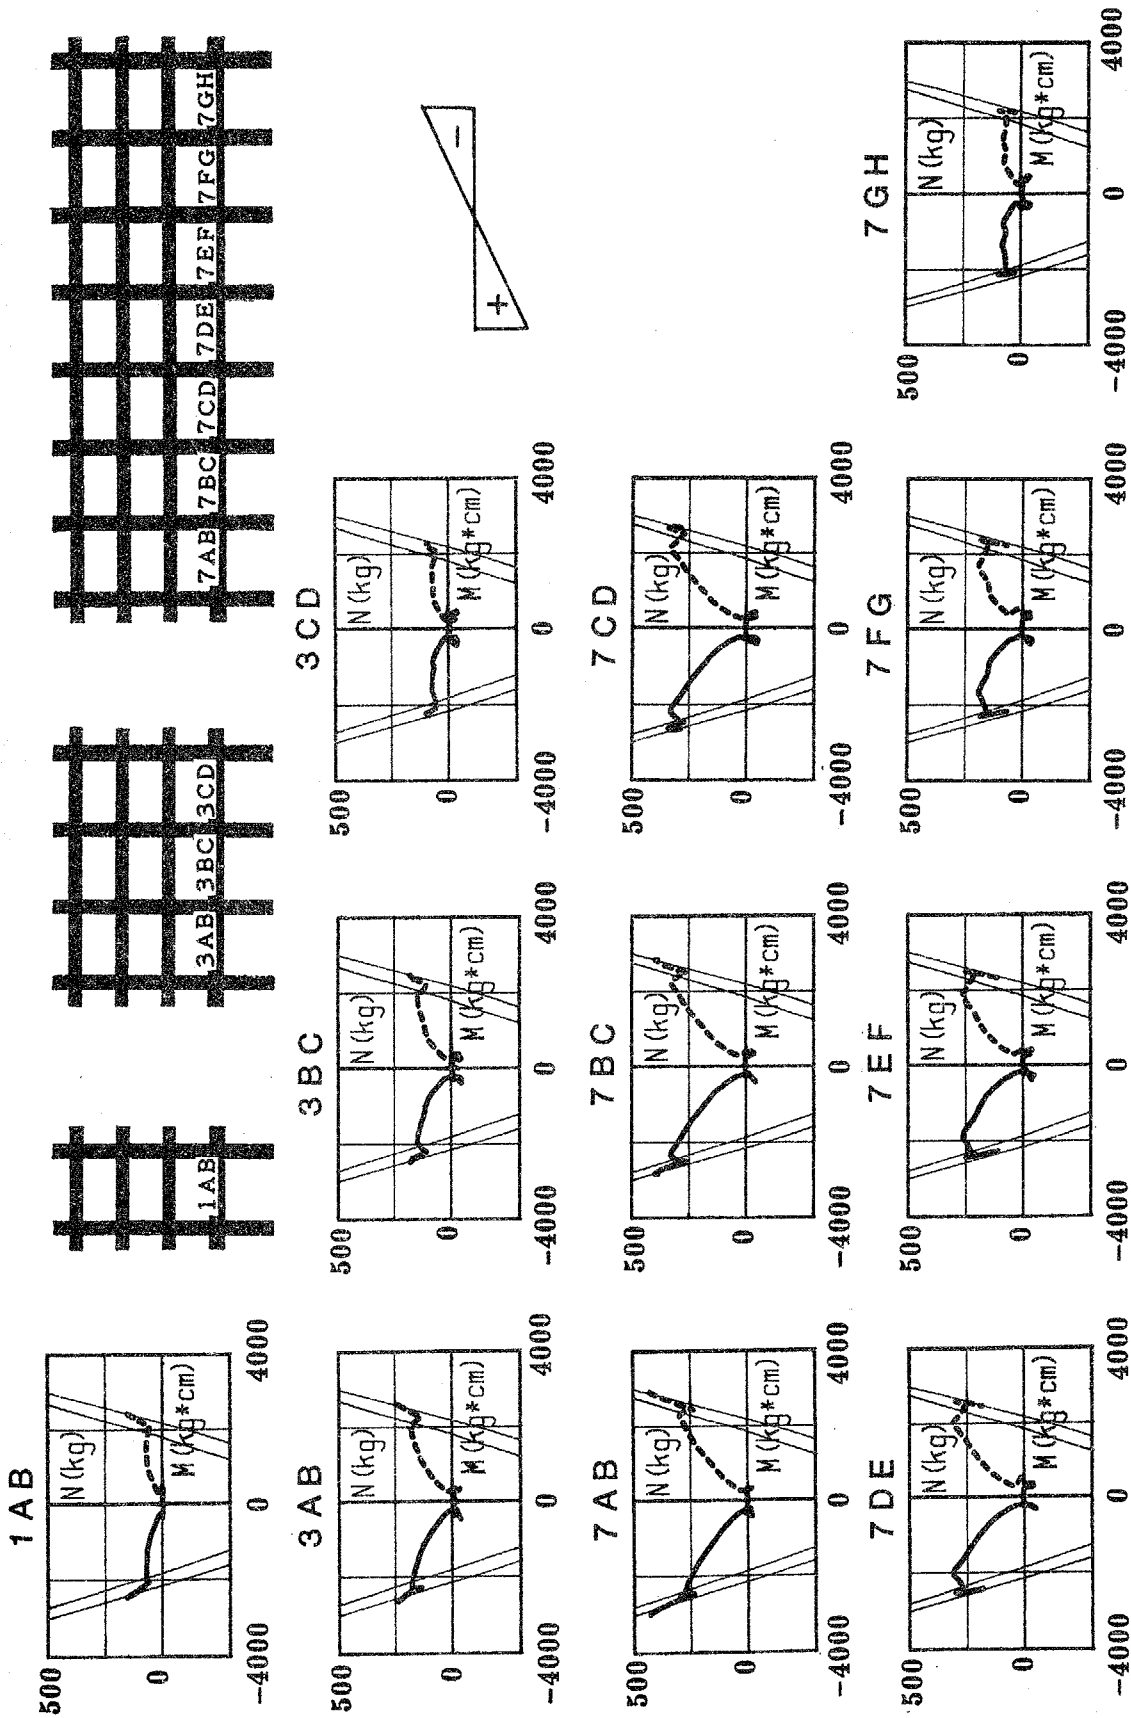 1AB
500
N(kg)
0
M(kg*cm)
-4000 0 4000
1AB
3AB 3BC 3CD
7AB 7BC 7CD 7DE 7EF 7FG 7GH
+ −
3AB 3BC 3CD
500 500 500
N(kg) N(kg) N(kg)
0 0 0
M(kg*cm) M(kg*cm) M(kg*cm)
-4000 0 4000 -4000 0 4000 -4000 0 4000
7AB 7BC 7CD
500 500 500
N(kg) N(kg) N(kg)
0 0 0
M(kg*cm) M(kg*cm) M(kg*cm)
-4000 0 4000 -4000 0 4000 -4000 0 4000
7DE 7EF 7FG 7GH
500 500 500 500
N(kg) N(kg) N(kg) N(kg)
0 0 0 0
M(kg*cm) M(kg*cm) M(kg*cm) M(kg*cm)
-4000 0 4000 -4000 0 4000 -4000 0 4000 -4000 0 4000